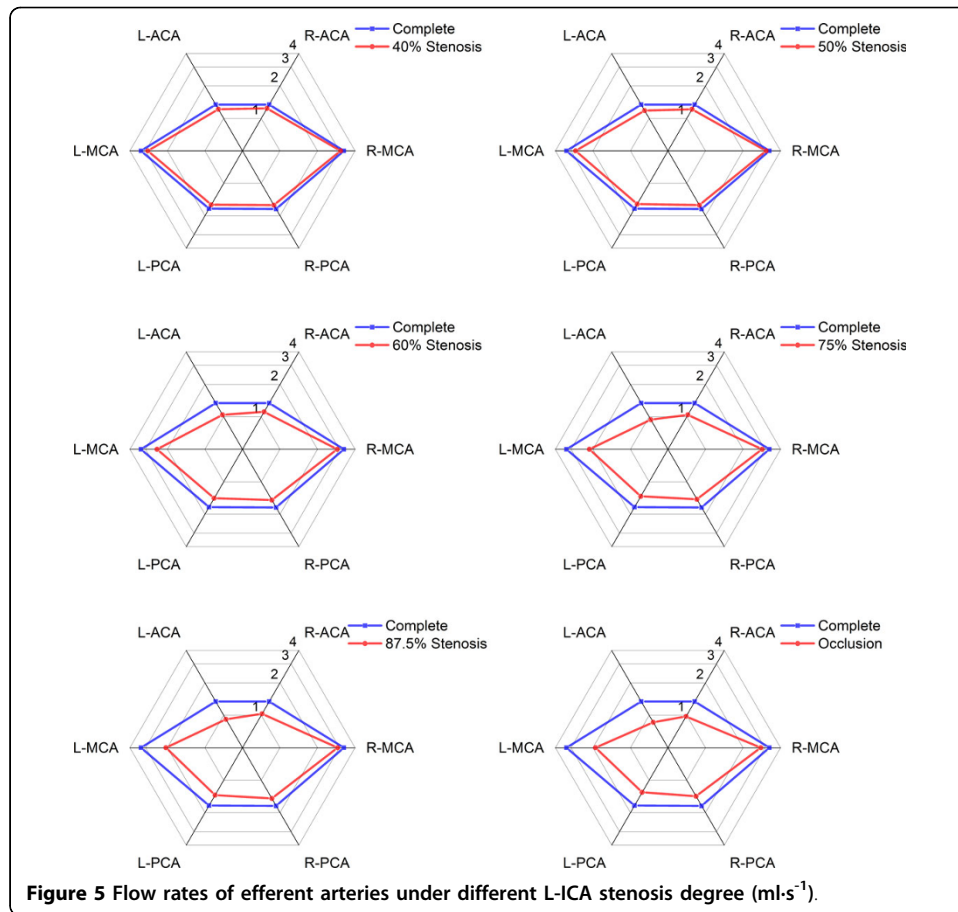 L-ACA R-ACA Complete
40% Stenosis
4
3
2
1
L-MCA R-MCA
L-PCA R-PCA
L-ACA R-ACA Complete
50% Stenosis
4
3
2
1
L-MCA R-MCA
L-PCA R-PCA
L-ACA R-ACA Complete
60% Stenosis
4
3
2
1
L-MCA R-MCA
L-PCA R-PCA
L-ACA R-ACA Complete
75% Stenosis
4
3
2
1
L-MCA R-MCA
L-PCA R-PCA
L-ACA R-ACA Complete
87.5% Stenosis
4
3
2
1
L-MCA R-MCA
L-PCA R-PCA
L-ACA R-ACA Complete
Occlusion
4
3
2
1
L-MCA R-MCA
L-PCA R-PCA
Figure 5 Flow rates of efferent arteries under different L-ICA stenosis degree (ml·s⁻¹).